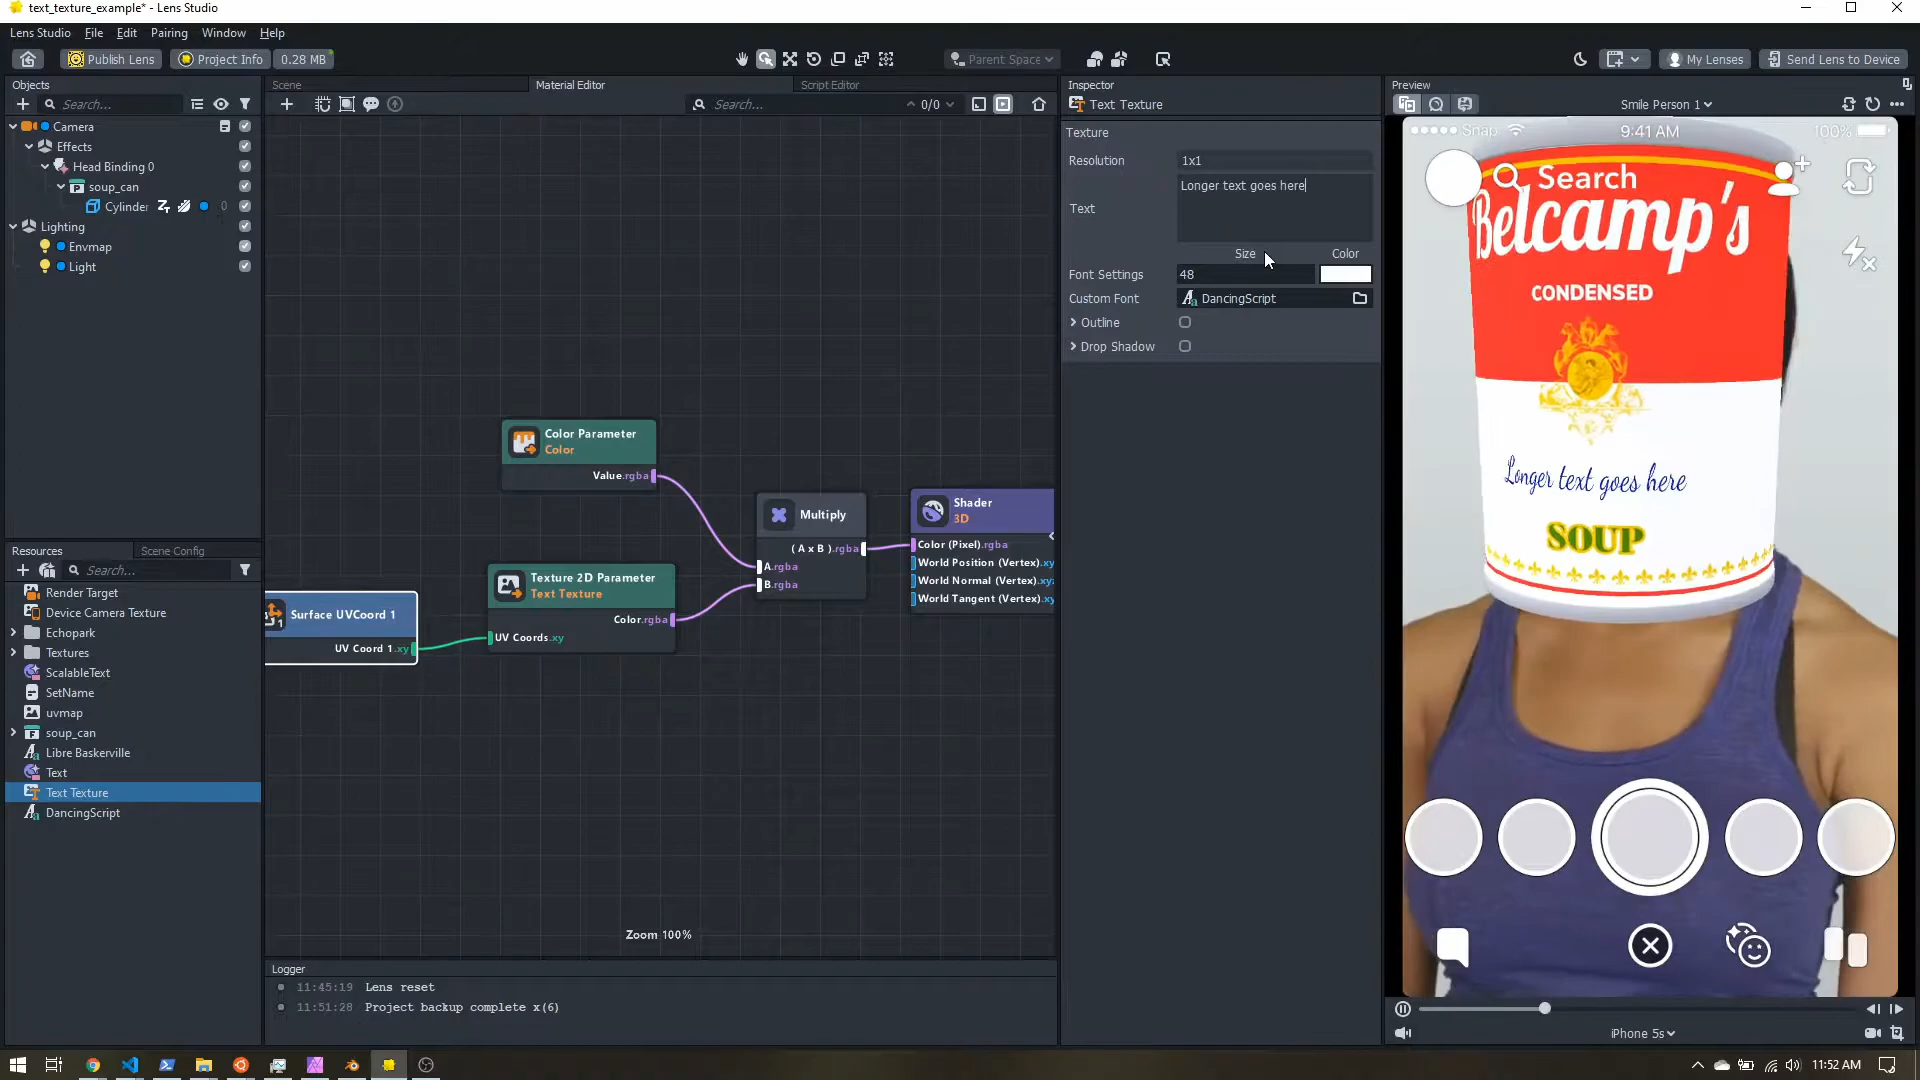 text_texture_example* - Lens Studio
Lens Studio File Edit Pairing Window Help
Publish Lens Project Info 0.28 MB
Parent Space
My Lenses Send Lens to Device
Objects
Search...
Camera
Effects
Head Binding 0
soup_can
Cylinder 0
Lighting
Envmap
Light
Resources Scene Config
Search...
Render Target
Device Camera Texture
Echopark
Textures
ScalableText
SetName
uvmap
soup_can
Libre Baskerville
Text
Text Texture
DancingScript
Scene Material Editor Script Editor
Search... 0/0
Color Parameter
Color
Value.rgba
Multiply
( A x B ).rgba
A.rgba
B.rgba
Shader
3D
Color (Pixel).rgba
World Position (Vertex).xy
World Normal (Vertex).xyz
World Tangent (Vertex).xy
Texture 2D Parameter
Text Texture
Color.rgba
UV Coords.xy
Surface UVCoord 1
UV Coord 1.xy
Zoom 100%
Logger
11:45:19 Lens reset
11:51:28 Project backup complete x(6)
Inspector
Text Texture
Texture
Resolution 1x1
Text Longer text goes here
Size Color
Font Settings 48
Custom Font DancingScript
Outline
Drop Shadow
Preview
Smile Person 1
Snap 9:41 AM 100%
Search
Belcamp's
CONDENSED
Longer text goes here
SOUP
iPhone 5s
11:52 AM